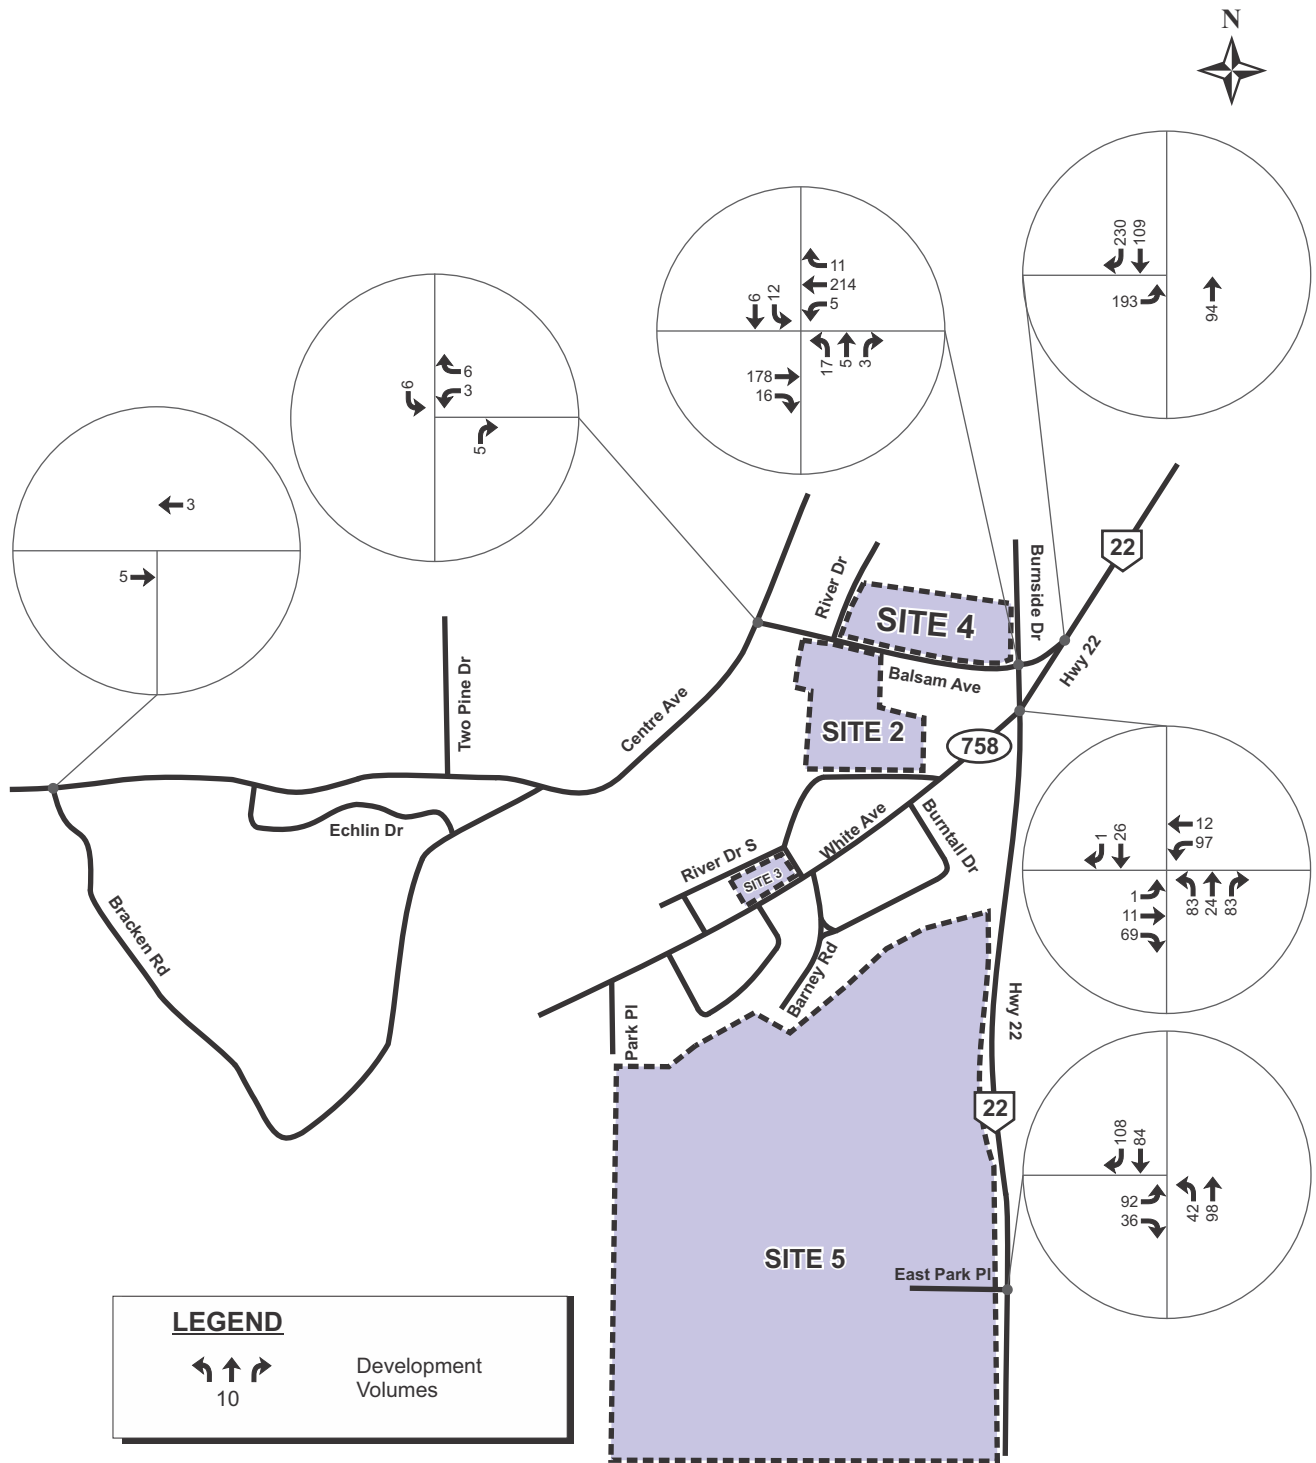 N
230
109
193
94
11
214
5
6
12
178
16
17
5
3
6
6
3
5
3
5
22
River Dr
Burnside Dr
SITE 4
Hwy 22
Balsam Ave
Two Pine Dr
Centre Ave
SITE 2
758
Echlin Dr
White Ave
Burntall Dr
River Dr S
SITE 3
Bracken Rd
Barney Rd
Park Pl
Hwy 22
1
26
12
97
1
11
69
83
24
83
22
108
84
92
36
42
98
SITE 5
East Park Pl
LEGEND
10
Development
Volumes